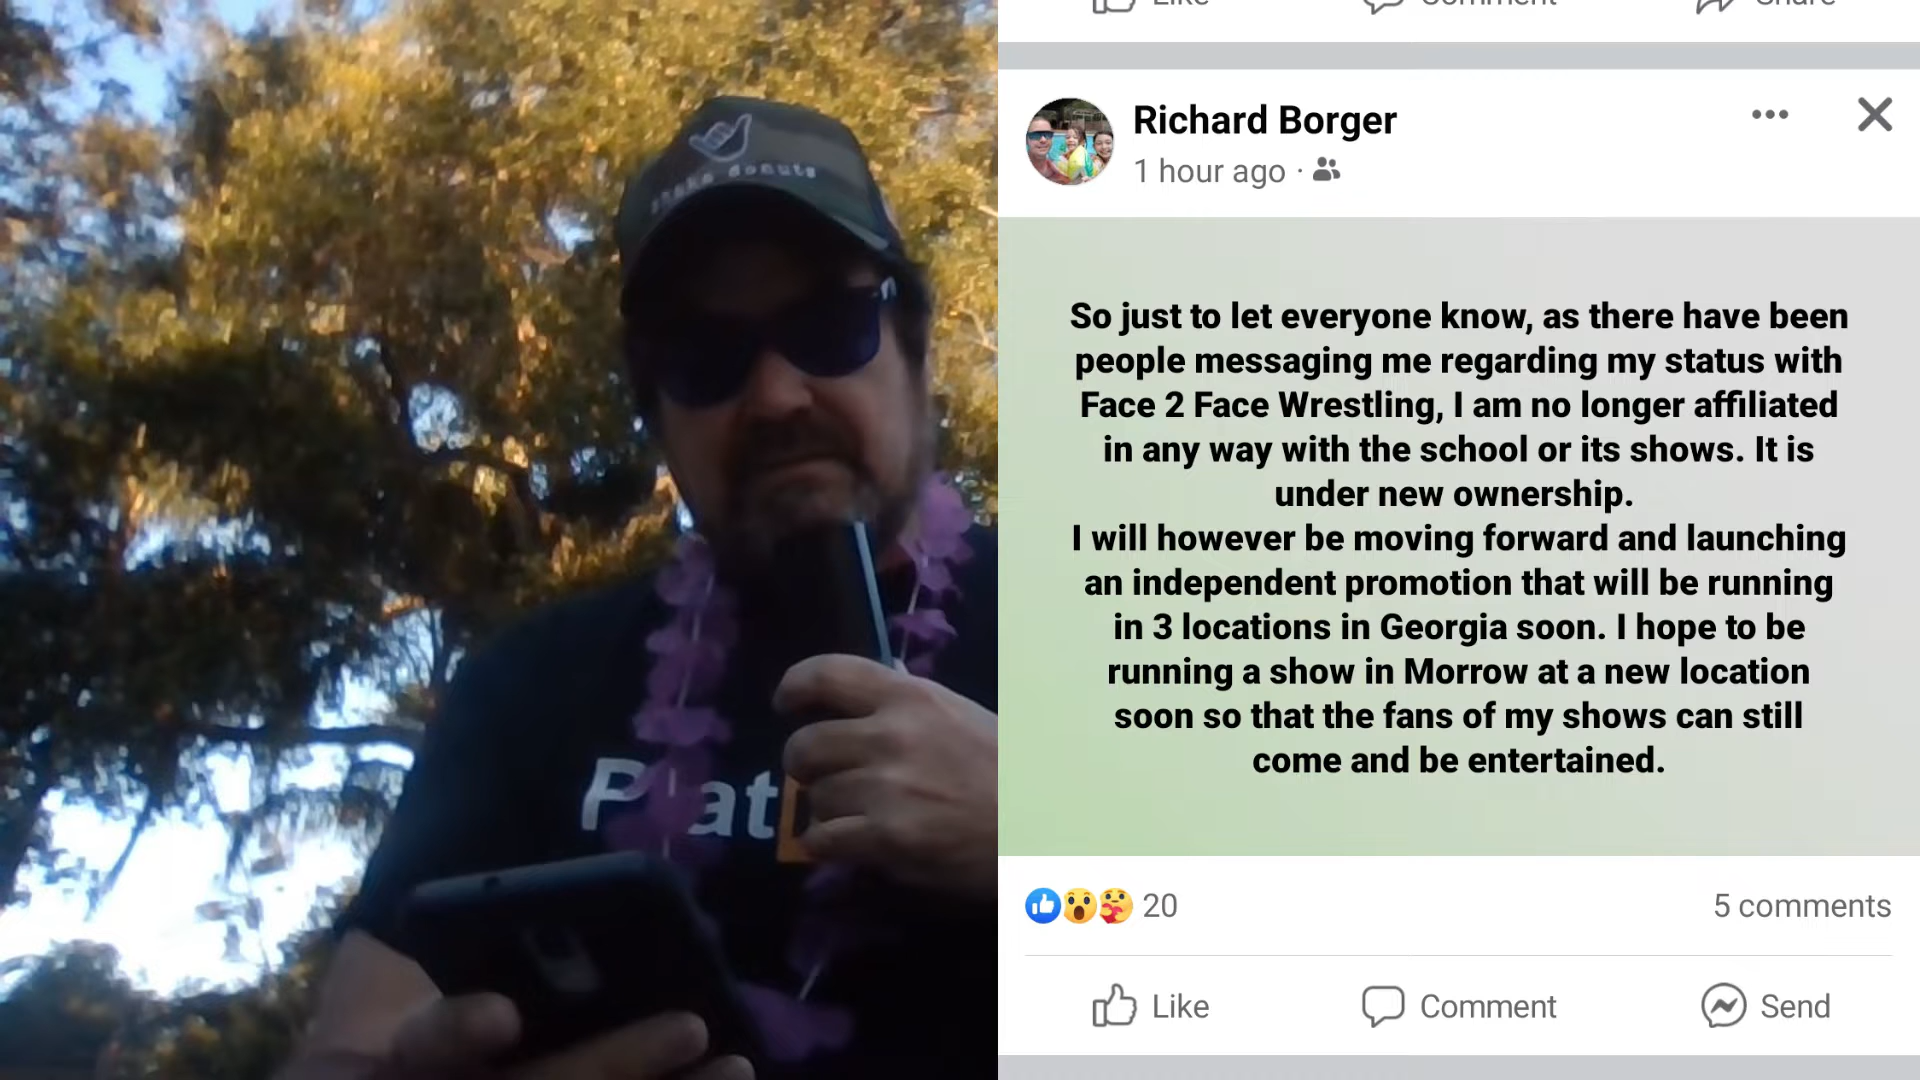 donuts
Like Comment Share
Richard Borger
1 hour ago ·
So just to let everyone know, as there have been
people messaging me regarding my status with
Face 2 Face Wrestling, I am no longer affiliated
in any way with the school or its shows. It is
under new ownership.
I will however be moving forward and launching
an independent promotion that will be running
in 3 locations in Georgia soon. I hope to be
running a show in Morrow at a new location
soon so that the fans of my shows can still
come and be entertained.
20
5 comments
Like Comment Send